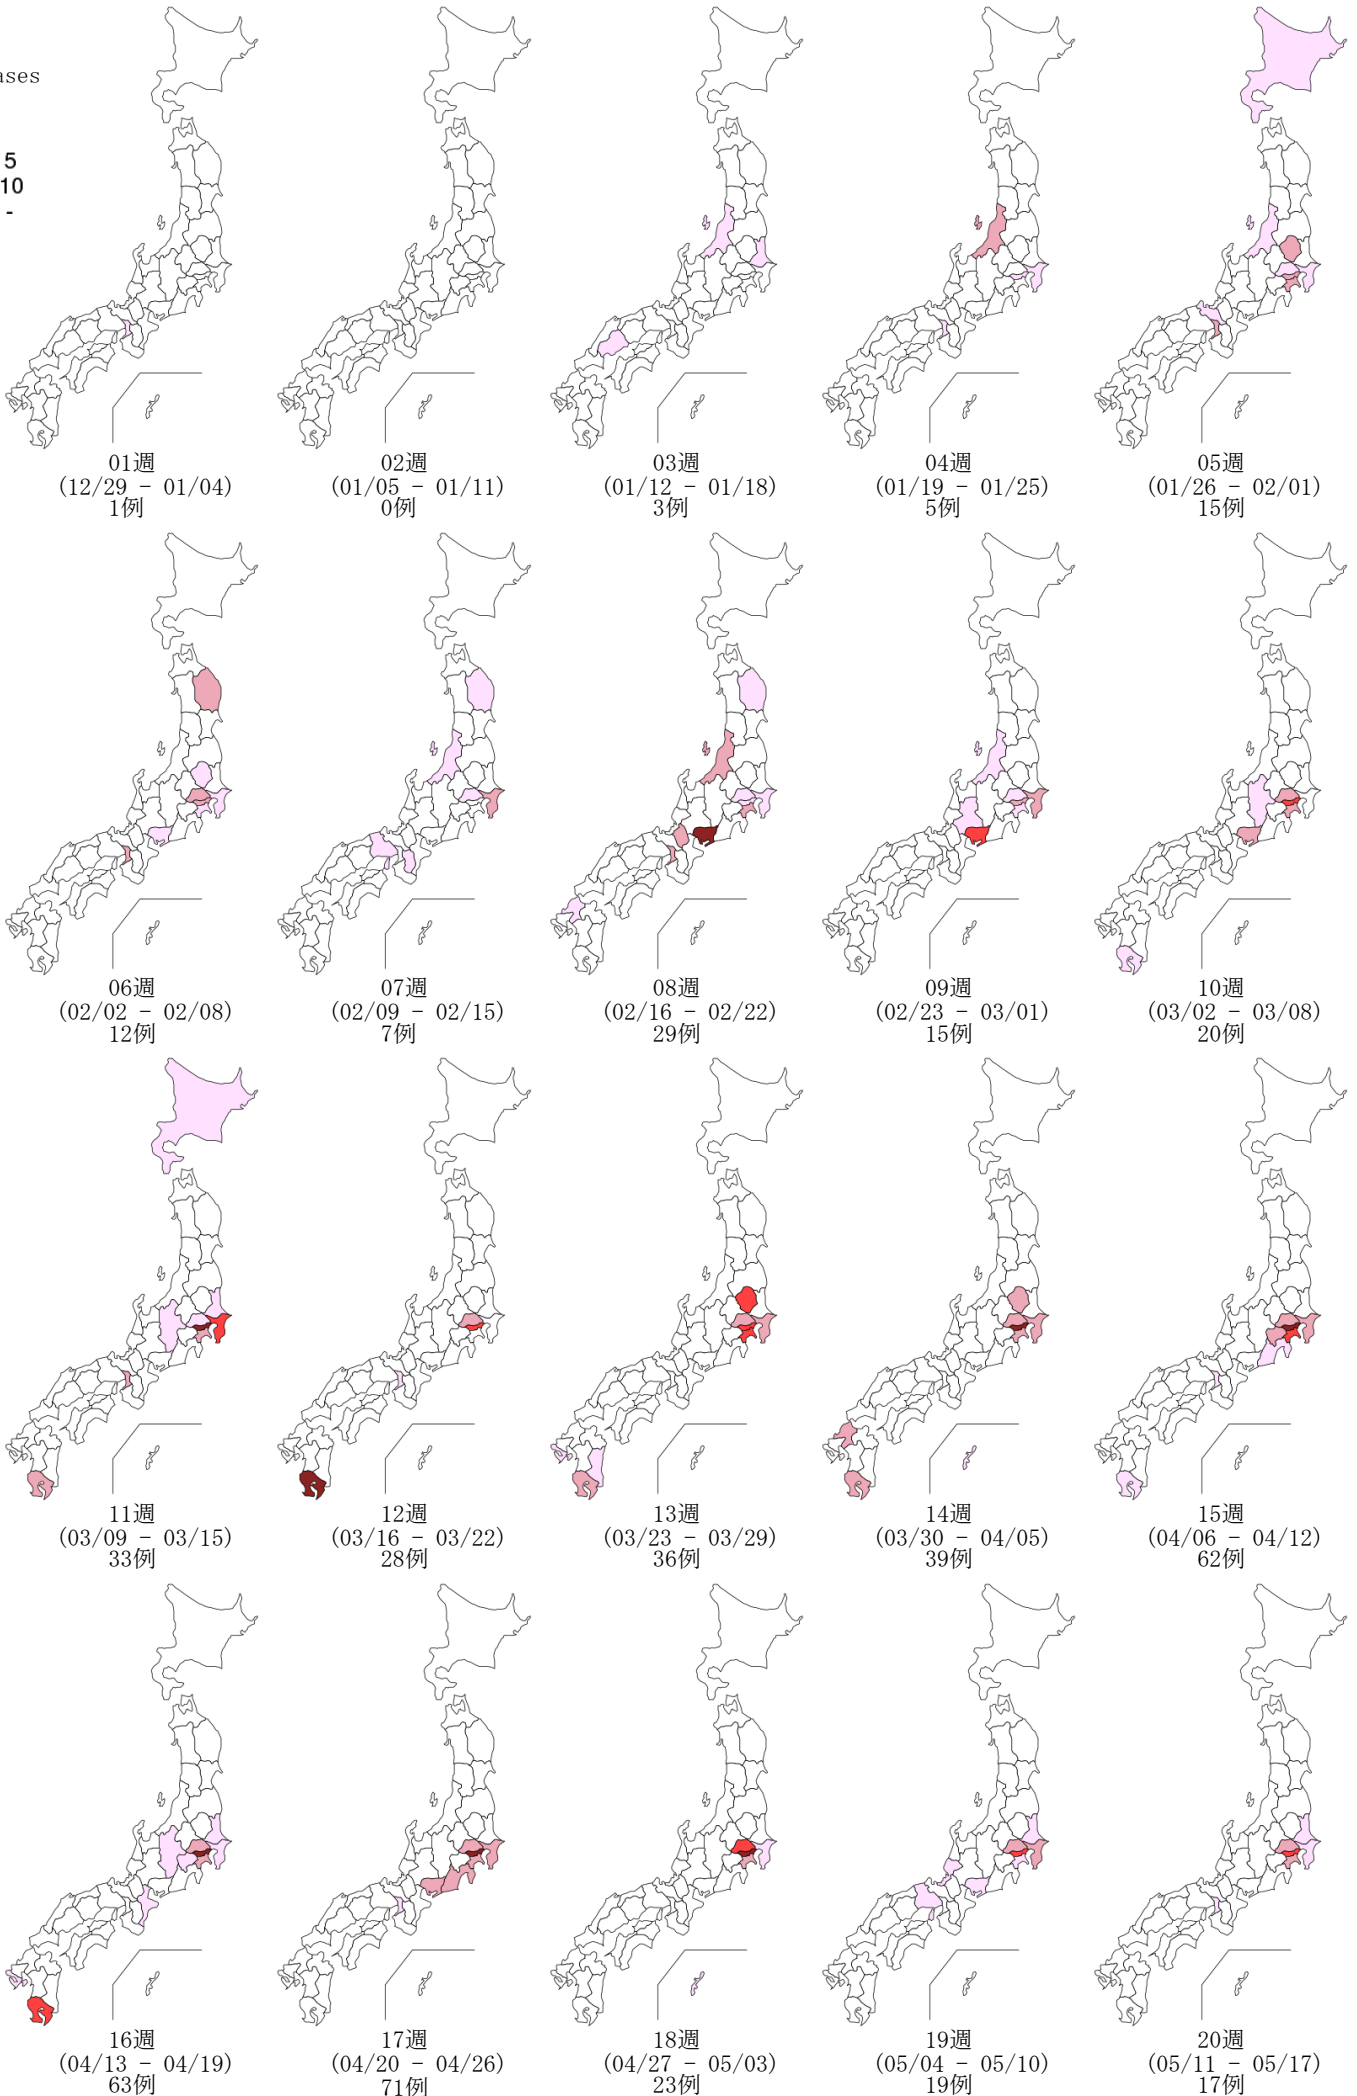 ases
5
10
-
01週
(12/29 - 01/04)
1例
02週
(01/05 - 01/11)
0例
03週
(01/12 - 01/18)
3例
04週
(01/19 - 01/25)
5例
05週
(01/26 - 02/01)
15例
06週
(02/02 - 02/08)
12例
07週
(02/09 - 02/15)
7例
08週
(02/16 - 02/22)
29例
09週
(02/23 - 03/01)
15例
10週
(03/02 - 03/08)
20例
11週
(03/09 - 03/15)
33例
12週
(03/16 - 03/22)
28例
13週
(03/23 - 03/29)
36例
14週
(03/30 - 04/05)
39例
15週
(04/06 - 04/12)
62例
16週
(04/13 - 04/19)
63例
17週
(04/20 - 04/26)
71例
18週
(04/27 - 05/03)
23例
19週
(05/04 - 05/10)
19例
20週
(05/11 - 05/17)
17例